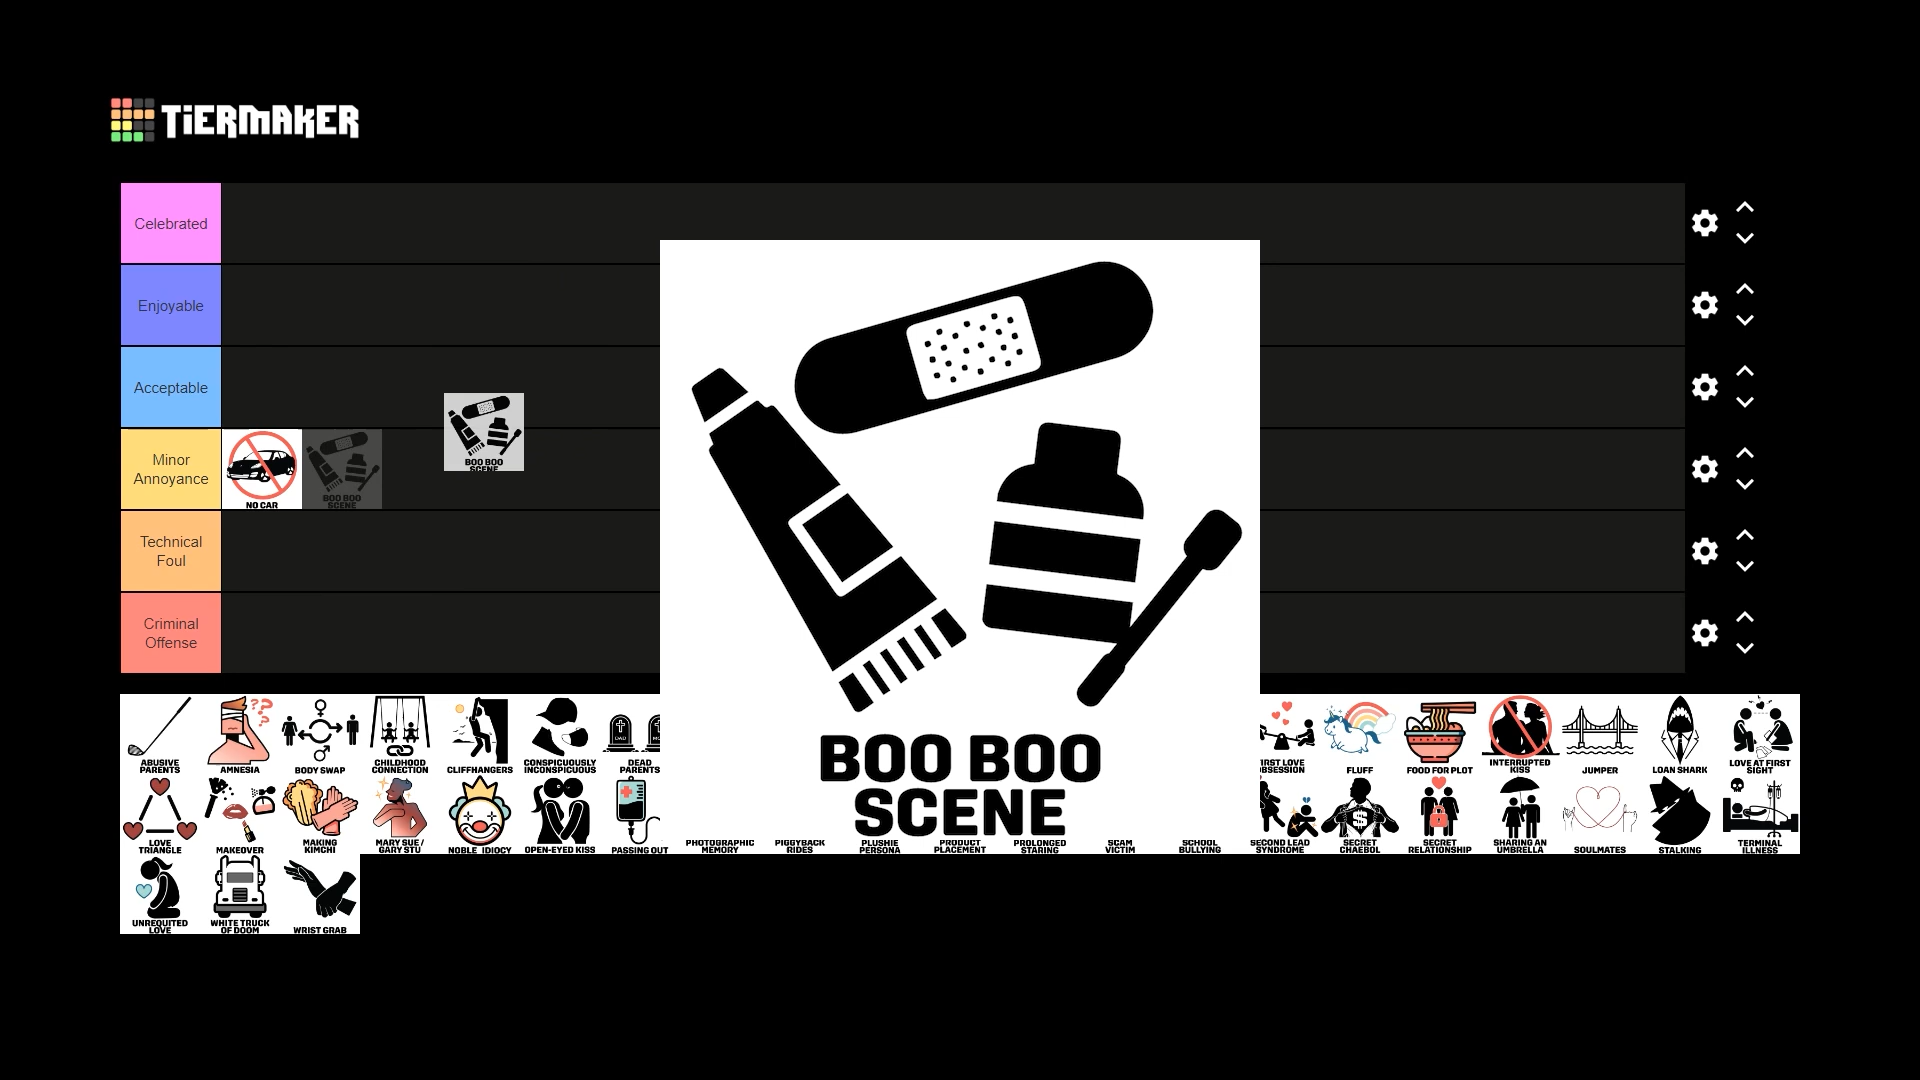 TiERMAKER
Celebrated
Enjoyable
Acceptable
Minor
Annoyance
NO CAR
BOO BOO
SCENE
BOO BOO
SCENE
Technical
Foul
Criminal
Offense
BOO BOO
SCENE
ABUSIVE
PARENTS
AMNESIA
BODY SWAP
CHILDHOOD
CONNECTION
CLIFFHANGERS
CONSPICUOUSLY
INCONSPICUOUS
DAD
DEAD
PARENTS
OBSESSION
FLUFF
FOOD FOR PLOT
INTERRUPTED
KISS
JUMPER
LOAN SHARK
LOVE AT FIRST
SIGHT
LOVE
TRIANGLE
MAKEOVER
MAKING
KIMCHI
MARY SUE /
GARY STU
NOBLE IDIOCY
OPEN-EYED KISS
PASSING OUT
PHOTOGRAPHIC
MEMORY
PIGGYBACK
RIDES
PLUSHIE
PERSONA
PRODUCT
PLACEMENT
PROLONGED
STARING
SCAM
VICTIM
SCHOOL
BULLYING
SECOND LEAD
SYNDROME
SECRET
CHAEBOL
SECRET
RELATIONSHIP
SHARING AN
UMBRELLA
SOULMATES
STALKING
TERMINAL
ILLNESS
UNREQUITED
LOVE
WHITE TRUCK
OF DOOM
WRIST GRAB